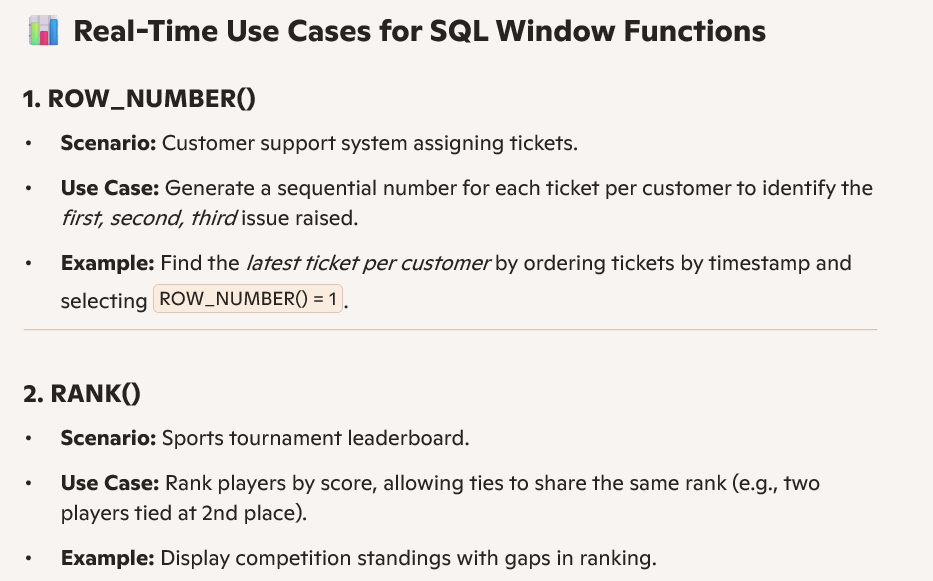 Real-Time Use Cases for SQL Window Functions
1. ROW_NUMBER()
• Scenario: Customer support system assigning tickets.
• Use Case: Generate a sequential number for each ticket per customer to identify the
first, second, third issue raised.
• Example: Find the latest ticket per customer by ordering tickets by timestamp and
selecting ROW_NUMBER() = 1.
2. RANK()
• Scenario: Sports tournament leaderboard.
• Use Case: Rank players by score, allowing ties to share the same rank (e.g., two
players tied at 2nd place).
• Example: Display competition standings with gaps in ranking.